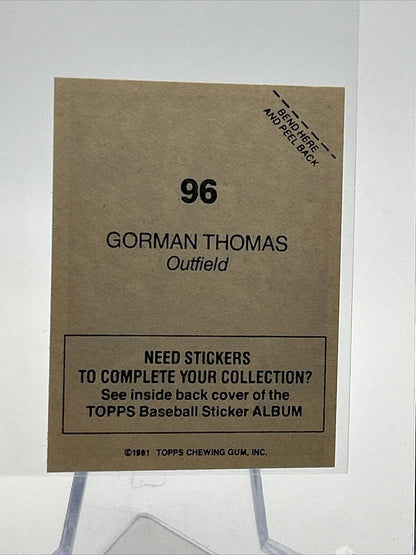 BEND HERE
AND PEEL BACK
96
GORMAN THOMAS
Outfield
NEED STICKERS
TO COMPLETE YOUR COLLECTION?
See inside back cover of the
TOPPS Baseball Sticker ALBUM
©1981 TOPPS CHEWING GUM, INC.